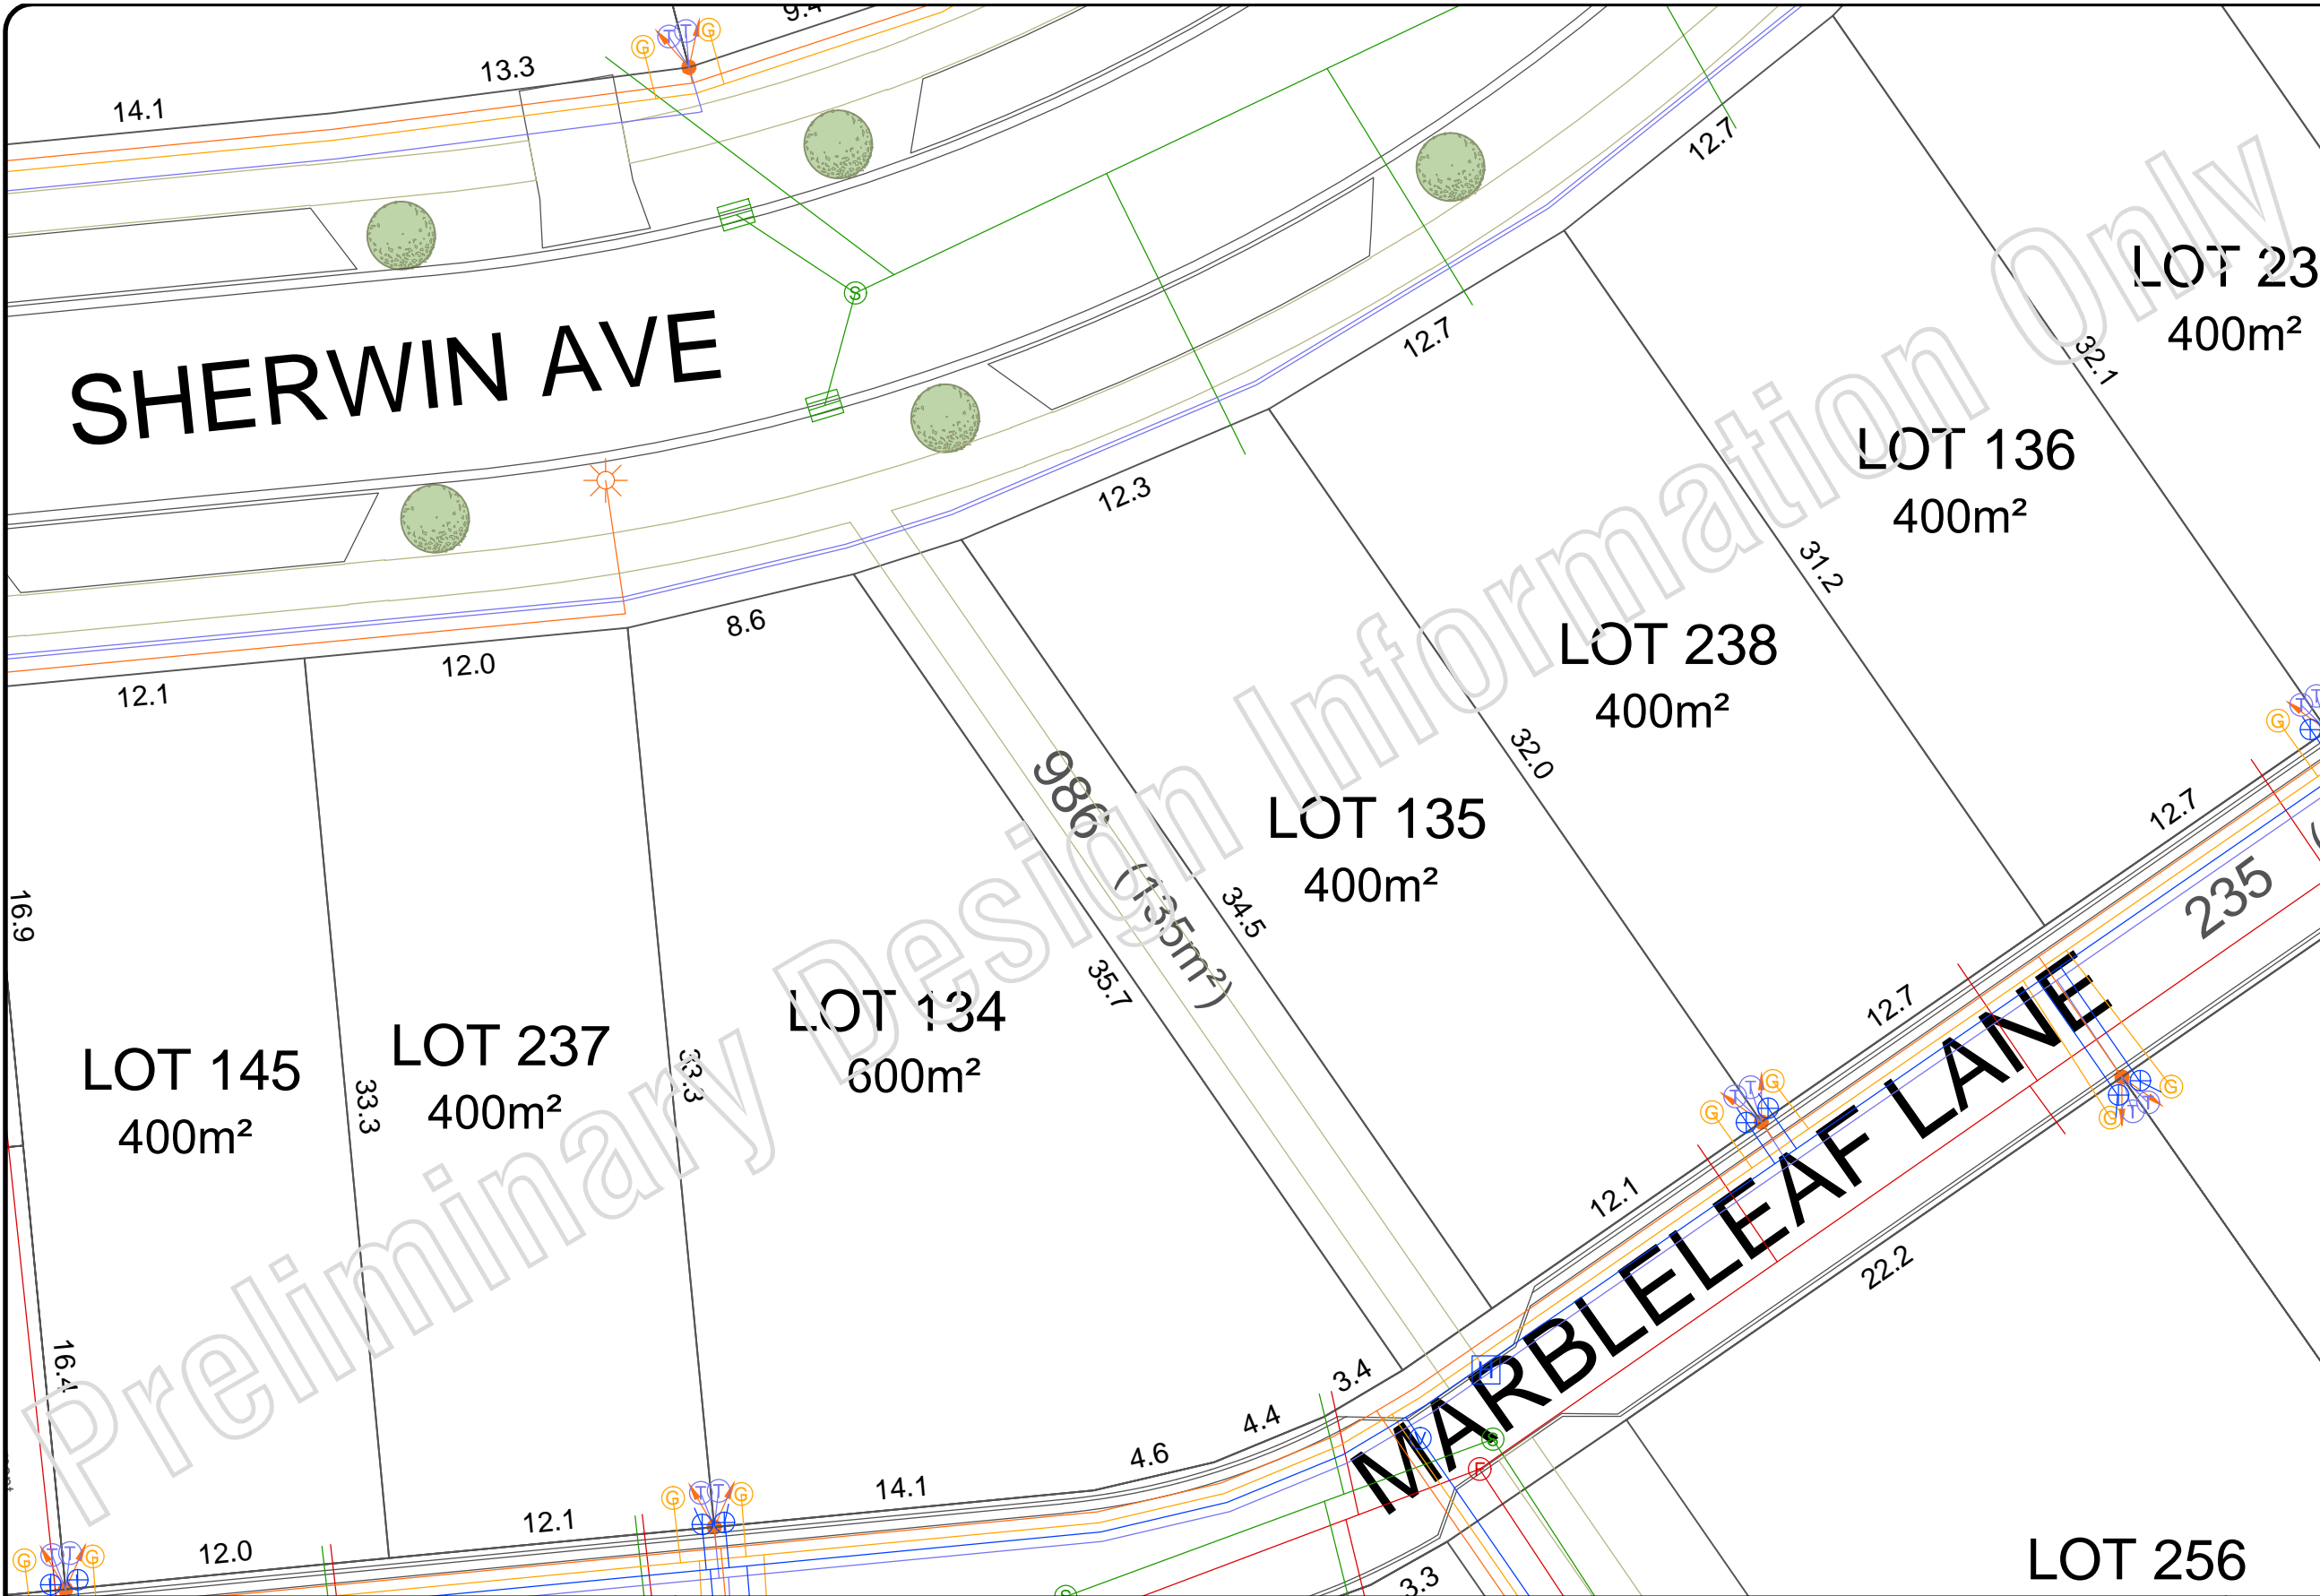 9.4
13.3
14.1
12.7
SHERWIN AVE
LOT 23
400m²
32.1
12.7
LOT 136
400m²
12.3
31.2
8.6
12.0
12.1
LOT 238
400m²
32.0
986 (135m²)
LOT 135
400m²
34.5
35.7
12.7
235
16.9
LOT 134
600m²
LOT 237
400m²
LOT 145
400m²
33.3
33.3
12.7
MARBLELEAF LANE
12.1
22.2
16.4
3.4
4.4
4.6
14.1
12.1
12.0
3.3
LOT 256
Preliminary Design Information Only